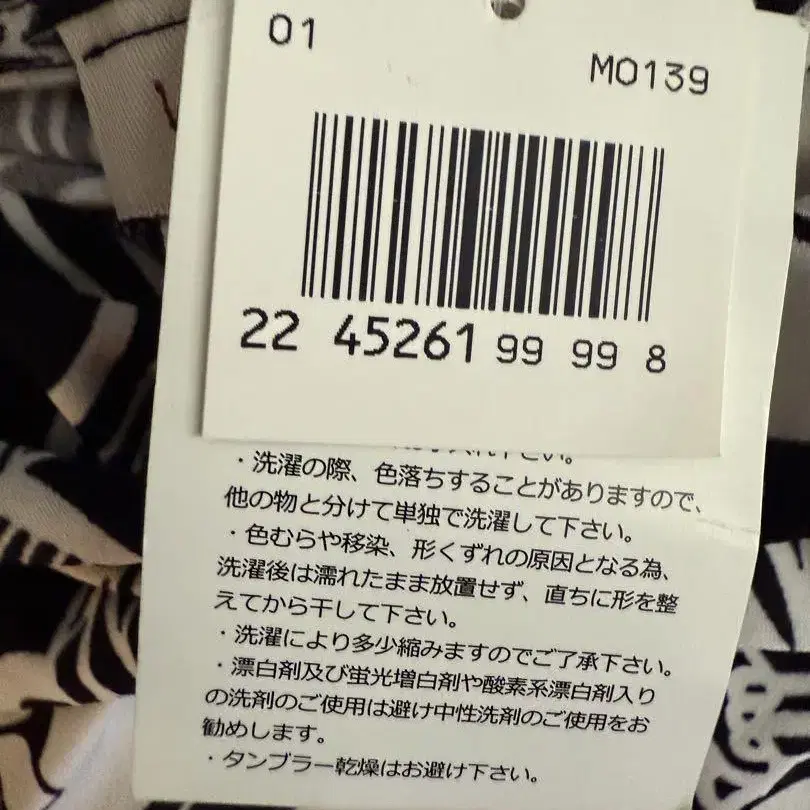 01
M0139
22 45261 99 99 8
・洗濯の際、色落ちすることがありますので、
他の物と分けて単独で洗濯して下さい。
・色むらや移染、形くずれの原因となる為、
洗濯後は濡れたまま放置せず、直ちに形を整
えてから干して下さい。
・洗濯により多少縮みますのでご了承下さい。
・漂白剤及び蛍光増白剤や酸素系漂白剤入り
の洗剤のご使用は避け中性洗剤のご使用をお
勧めします。
・タンブラー乾燥はお避け下さい。